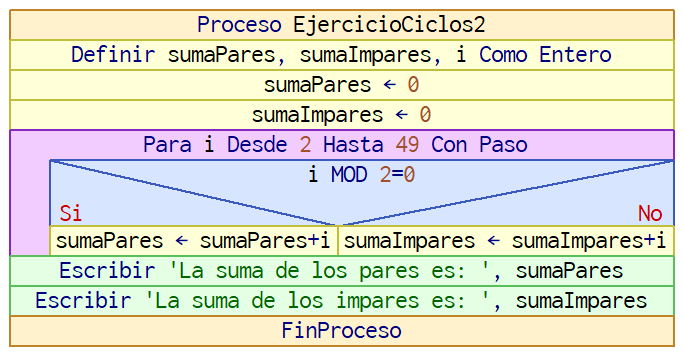 Proceso EjercicioCiclos2
Definir sumaPares, sumaImpares, i Como Entero
sumaPares ← 0
sumaImpares ← 0
Para i Desde 2 Hasta 49 Con Paso
i MOD 2=0
Si No
sumaPares ← sumaPares+i sumaImpares ← sumaImpares+i
Escribir 'La suma de los pares es: ', sumaPares
Escribir 'La suma de los impares es: ', sumaImpares
FinProceso